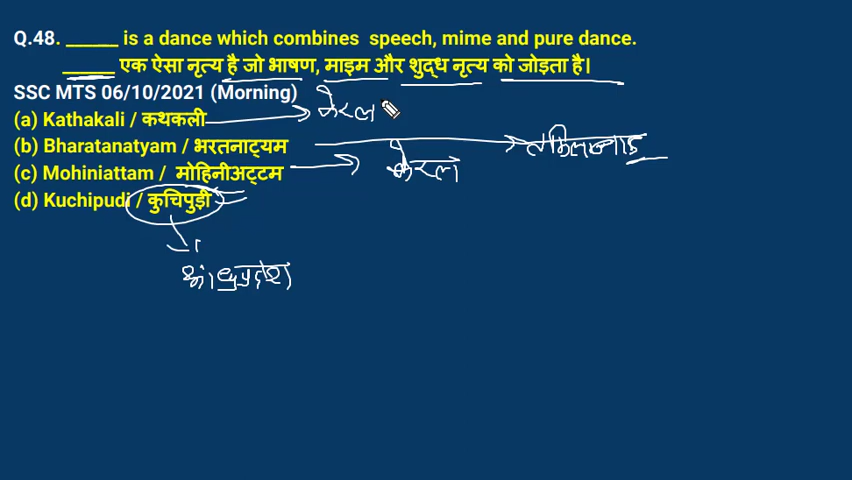 Q.48. ______ is a dance which combines speech, mime and pure dance.
______ एक ऐसा नृत्य है जो भाषण, माइम और शुद्ध नृत्य को जोड़ता है।
SSC MTS 06/10/2021 (Morning)
(a) Kathakali / कथकली केरल
(b) Bharatanatyam / भरतनाट्यम तमिलनाडु
(c) Mohiniattam / मोहिनीअट्टम केरल
(d) Kuchipudi / कुचिपुड़ी
आंध्रप्रदेश